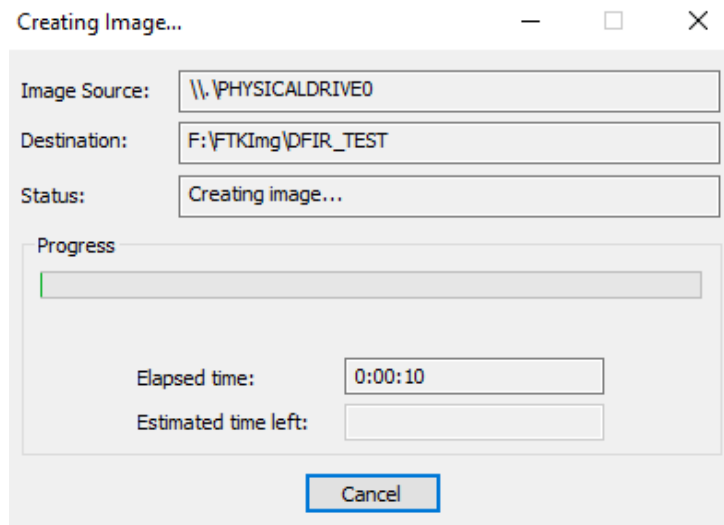 Creating Image...
Image Source: \\.\PHYSICALDRIVE0
Destination: F:\FTKImg\DFIR_TEST
Status: Creating image...
Progress
Elapsed time: 0:00:10
Estimated time left:
Cancel